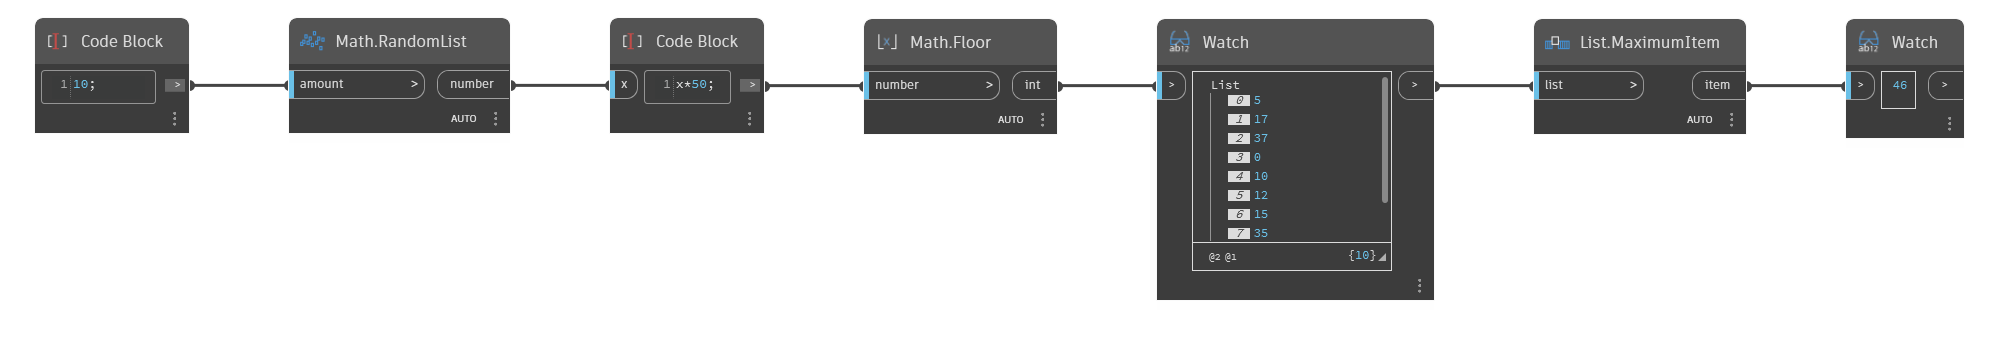 Code Block
1 10;
>
Math.RandomList
amount >
number
AUTO
Code Block
x
1 x*50;
>
Math.Floor
number >
int
AUTO
ab12
Watch
>
List
0 5
1 17
2 37
3 0
4 10
5 12
6 15
7 35
@2 @1
{10}
>
List.MaximumItem
list >
item
AUTO
ab12
Watch
>
46
>